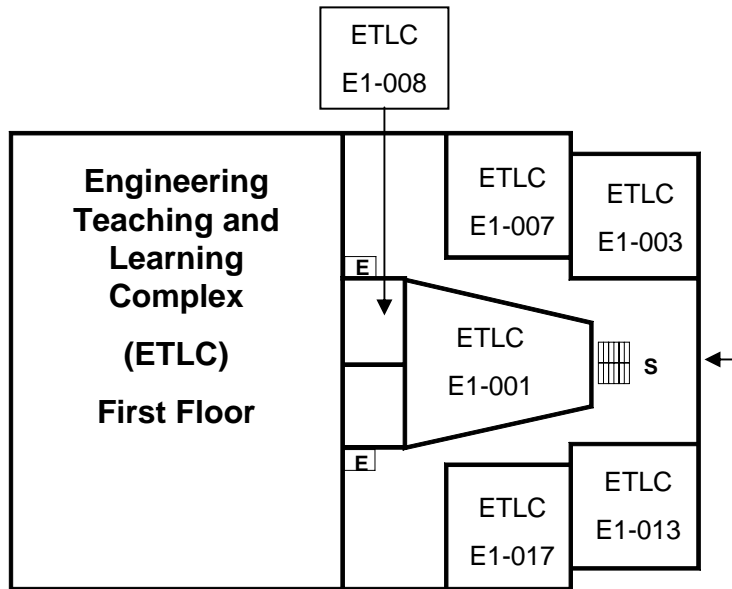 ETLC
E1-008
Engineering
Teaching and
Learning
Complex
(ETLC)
First Floor
ETLC
E1-007
ETLC
E1-003
E
ETLC
E1-001
S
E
ETLC
E1-017
ETLC
E1-013